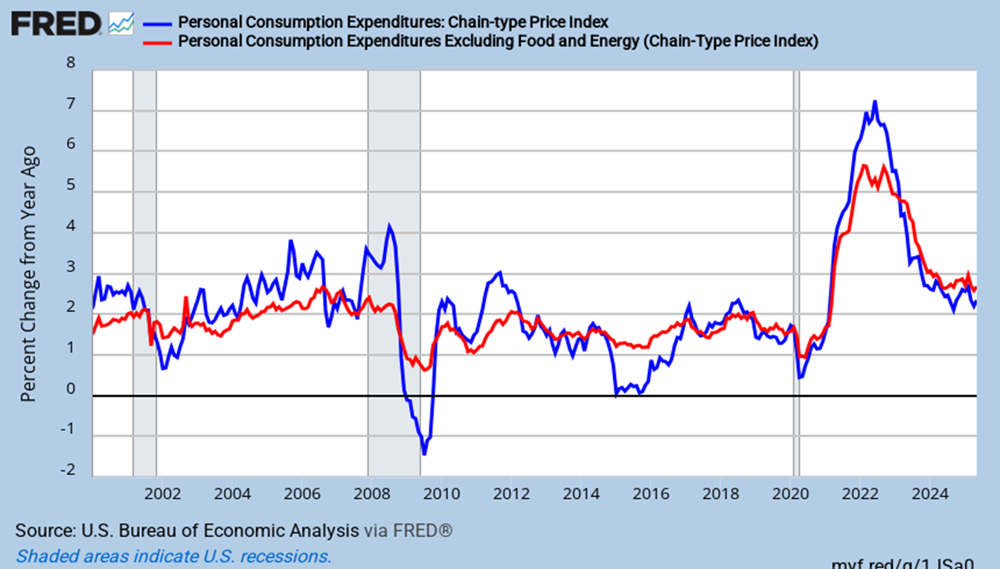 FRED
Personal Consumption Expenditures: Chain-type Price Index
Personal Consumption Expenditures Excluding Food and Energy (Chain-Type Price Index)
Percent Change from Year Ago
8
7
6
5
4
3
2
1
0
-1
-2
2002 2004 2006 2008 2010 2012 2014 2016 2018 2020 2022 2024
Source: U.S. Bureau of Economic Analysis via FRED®
Shaded areas indicate U.S. recessions.